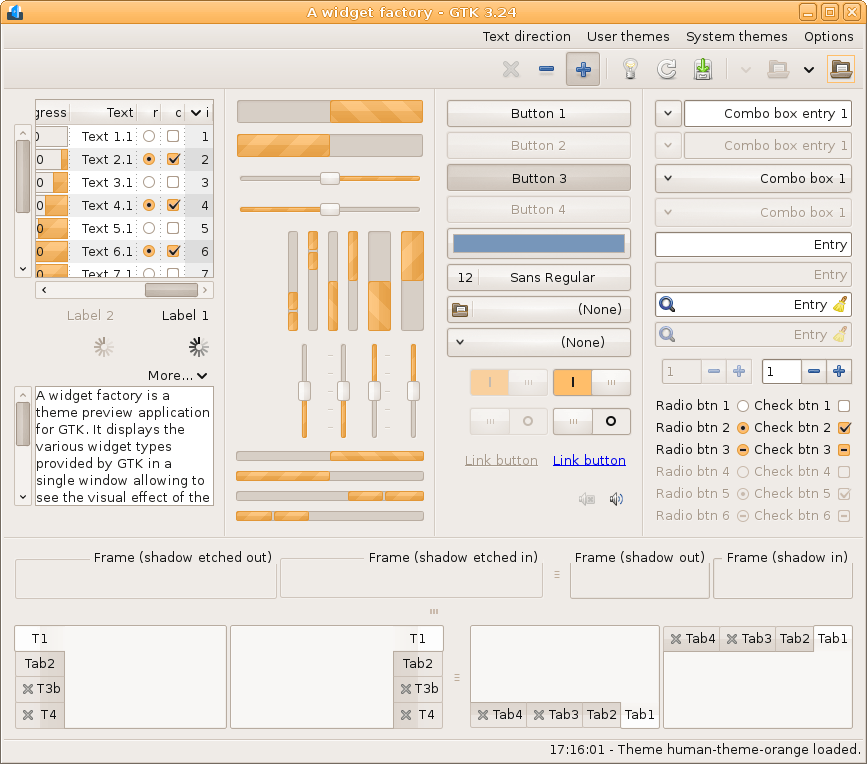 A widget factory - GTK 3.24
Text direction User themes System themes Options
gress Text r c i
0 Text 1.1 1
0 Text 2.1 2
0 Text 3.1 3
0 Text 4.1 4
0 Text 5.1 5
0 Text 6.1 6
0 Text 7.1 7
Label 2 Label 1
More...
A widget factory is a
theme preview application
for GTK. It displays the
various widget types
provided by GTK in a
single window allowing to
see the visual effect of the
Button 1
Button 2
Button 3
Button 4
12 Sans Regular
(None)
(None)
Link button Link button
Combo box entry 1
Combo box entry 1
Combo box 1
Combo box 1
Entry
Entry
Entry
Entry
1 1
Radio btn 1 Check btn 1
Radio btn 2 Check btn 2
Radio btn 3 Check btn 3
Radio btn 4 Check btn 4
Radio btn 5 Check btn 5
Radio btn 6 Check btn 6
Frame (shadow etched out) Frame (shadow etched in) Frame (shadow out) Frame (shadow in)
T1
Tab2
T3b
T4
T1
Tab2
T3b
T4
Tab4 Tab3 Tab2 Tab1
Tab4 Tab3 Tab2 Tab1
17:16:01 - Theme human-theme-orange loaded.